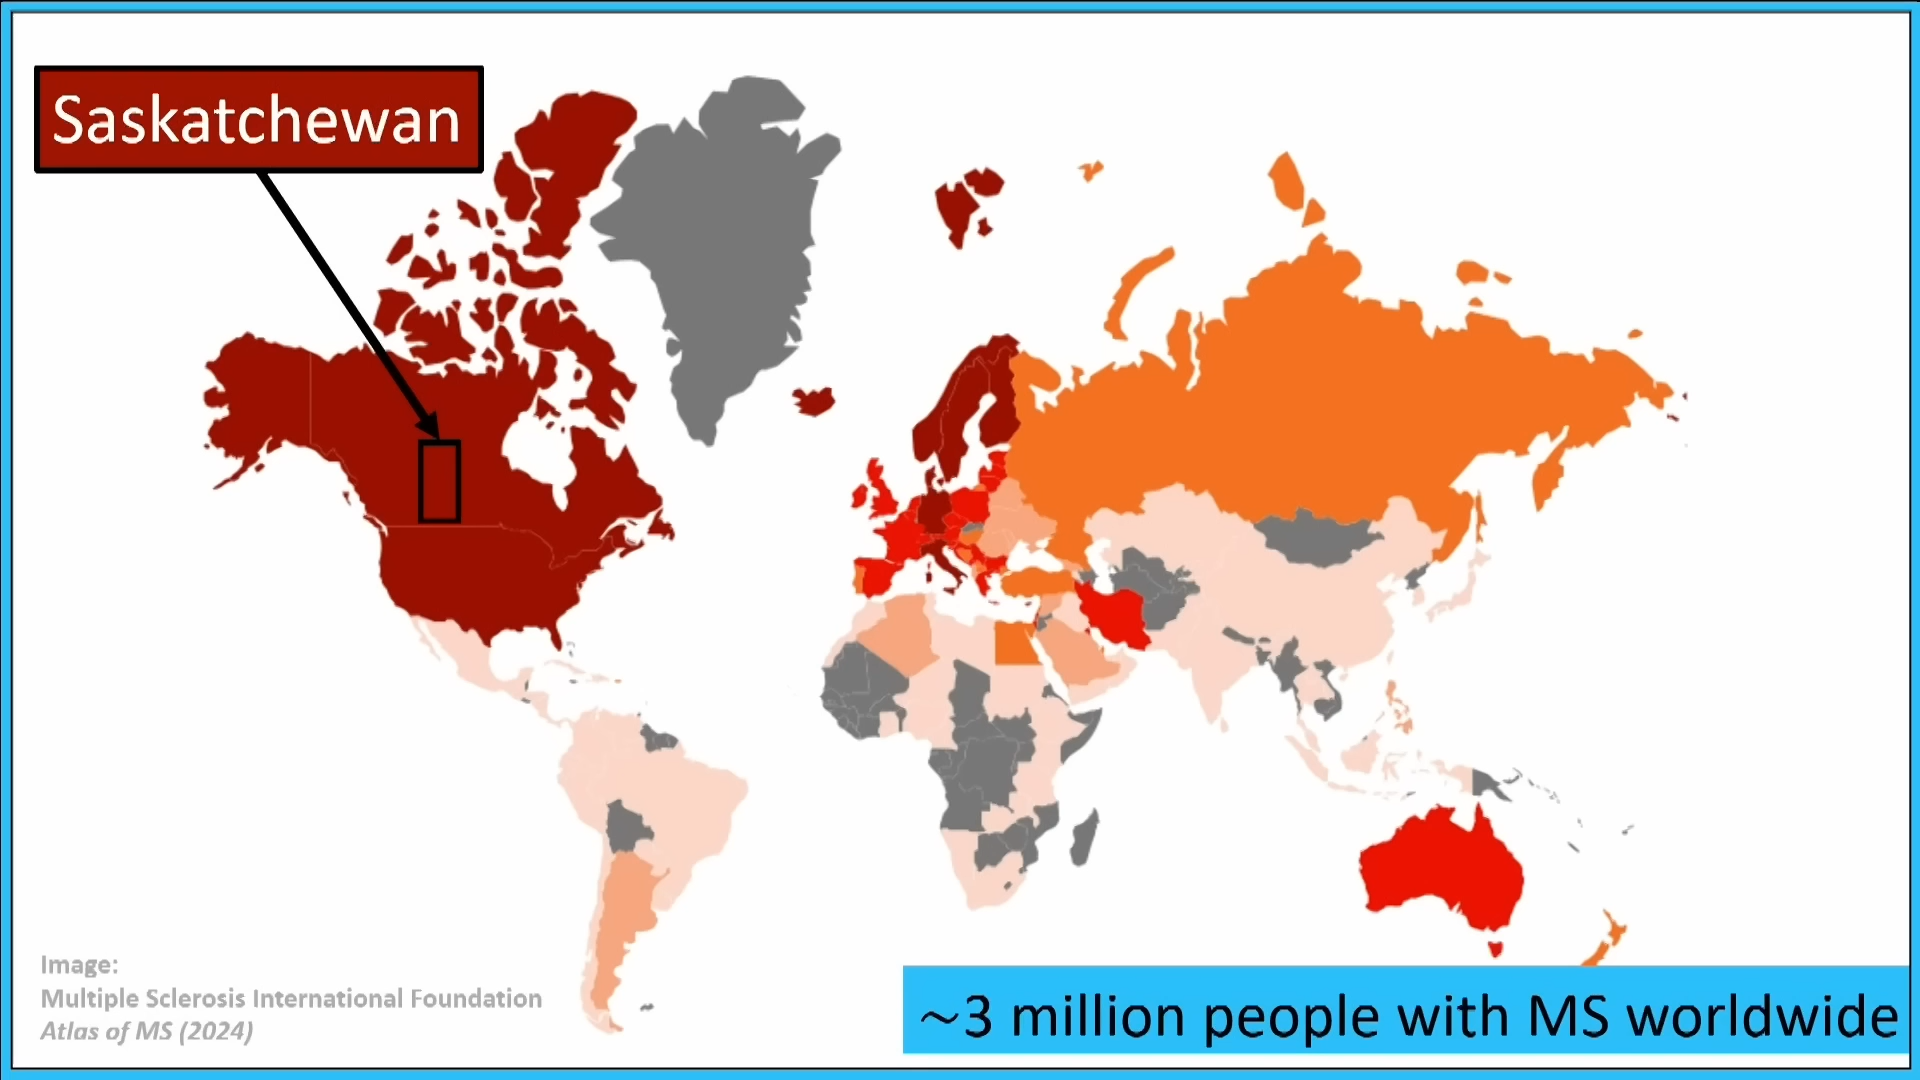 Saskatchewan
Image:
Multiple Sclerosis International Foundation
Atlas of MS (2024)
~3 million people with MS worldwide